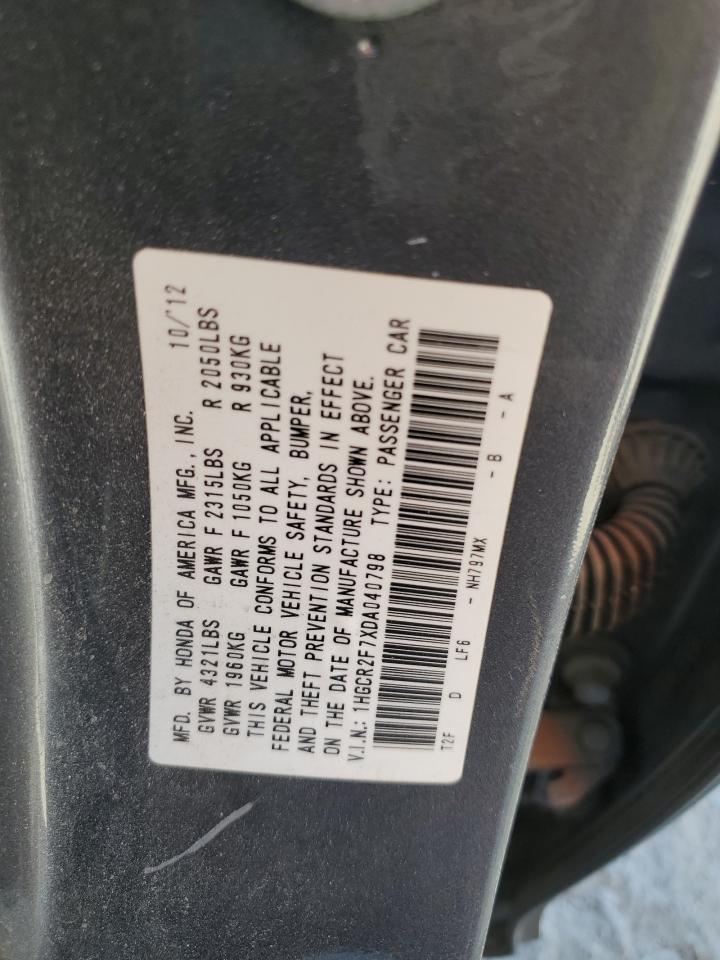 MFD. BY HONDA OF AMERICA MFG., INC. 10/'12
GVWR 4321LBS GAWR F 2315LBS R 2050LBS
GVWR 1960KG GAWR F 1050KG R 930KG
THIS VEHICLE CONFORMS TO ALL APPLICABLE
FEDERAL MOTOR VEHICLE SAFETY, BUMPER,
AND THEFT PREVENTION STANDARDS IN EFFECT
ON THE DATE OF MANUFACTURE SHOWN ABOVE.
V.I.N.: 1HGCR2F7XDA040798 TYPE: PASSENGER CAR
T2F D LF6 - NH797MX - B - A